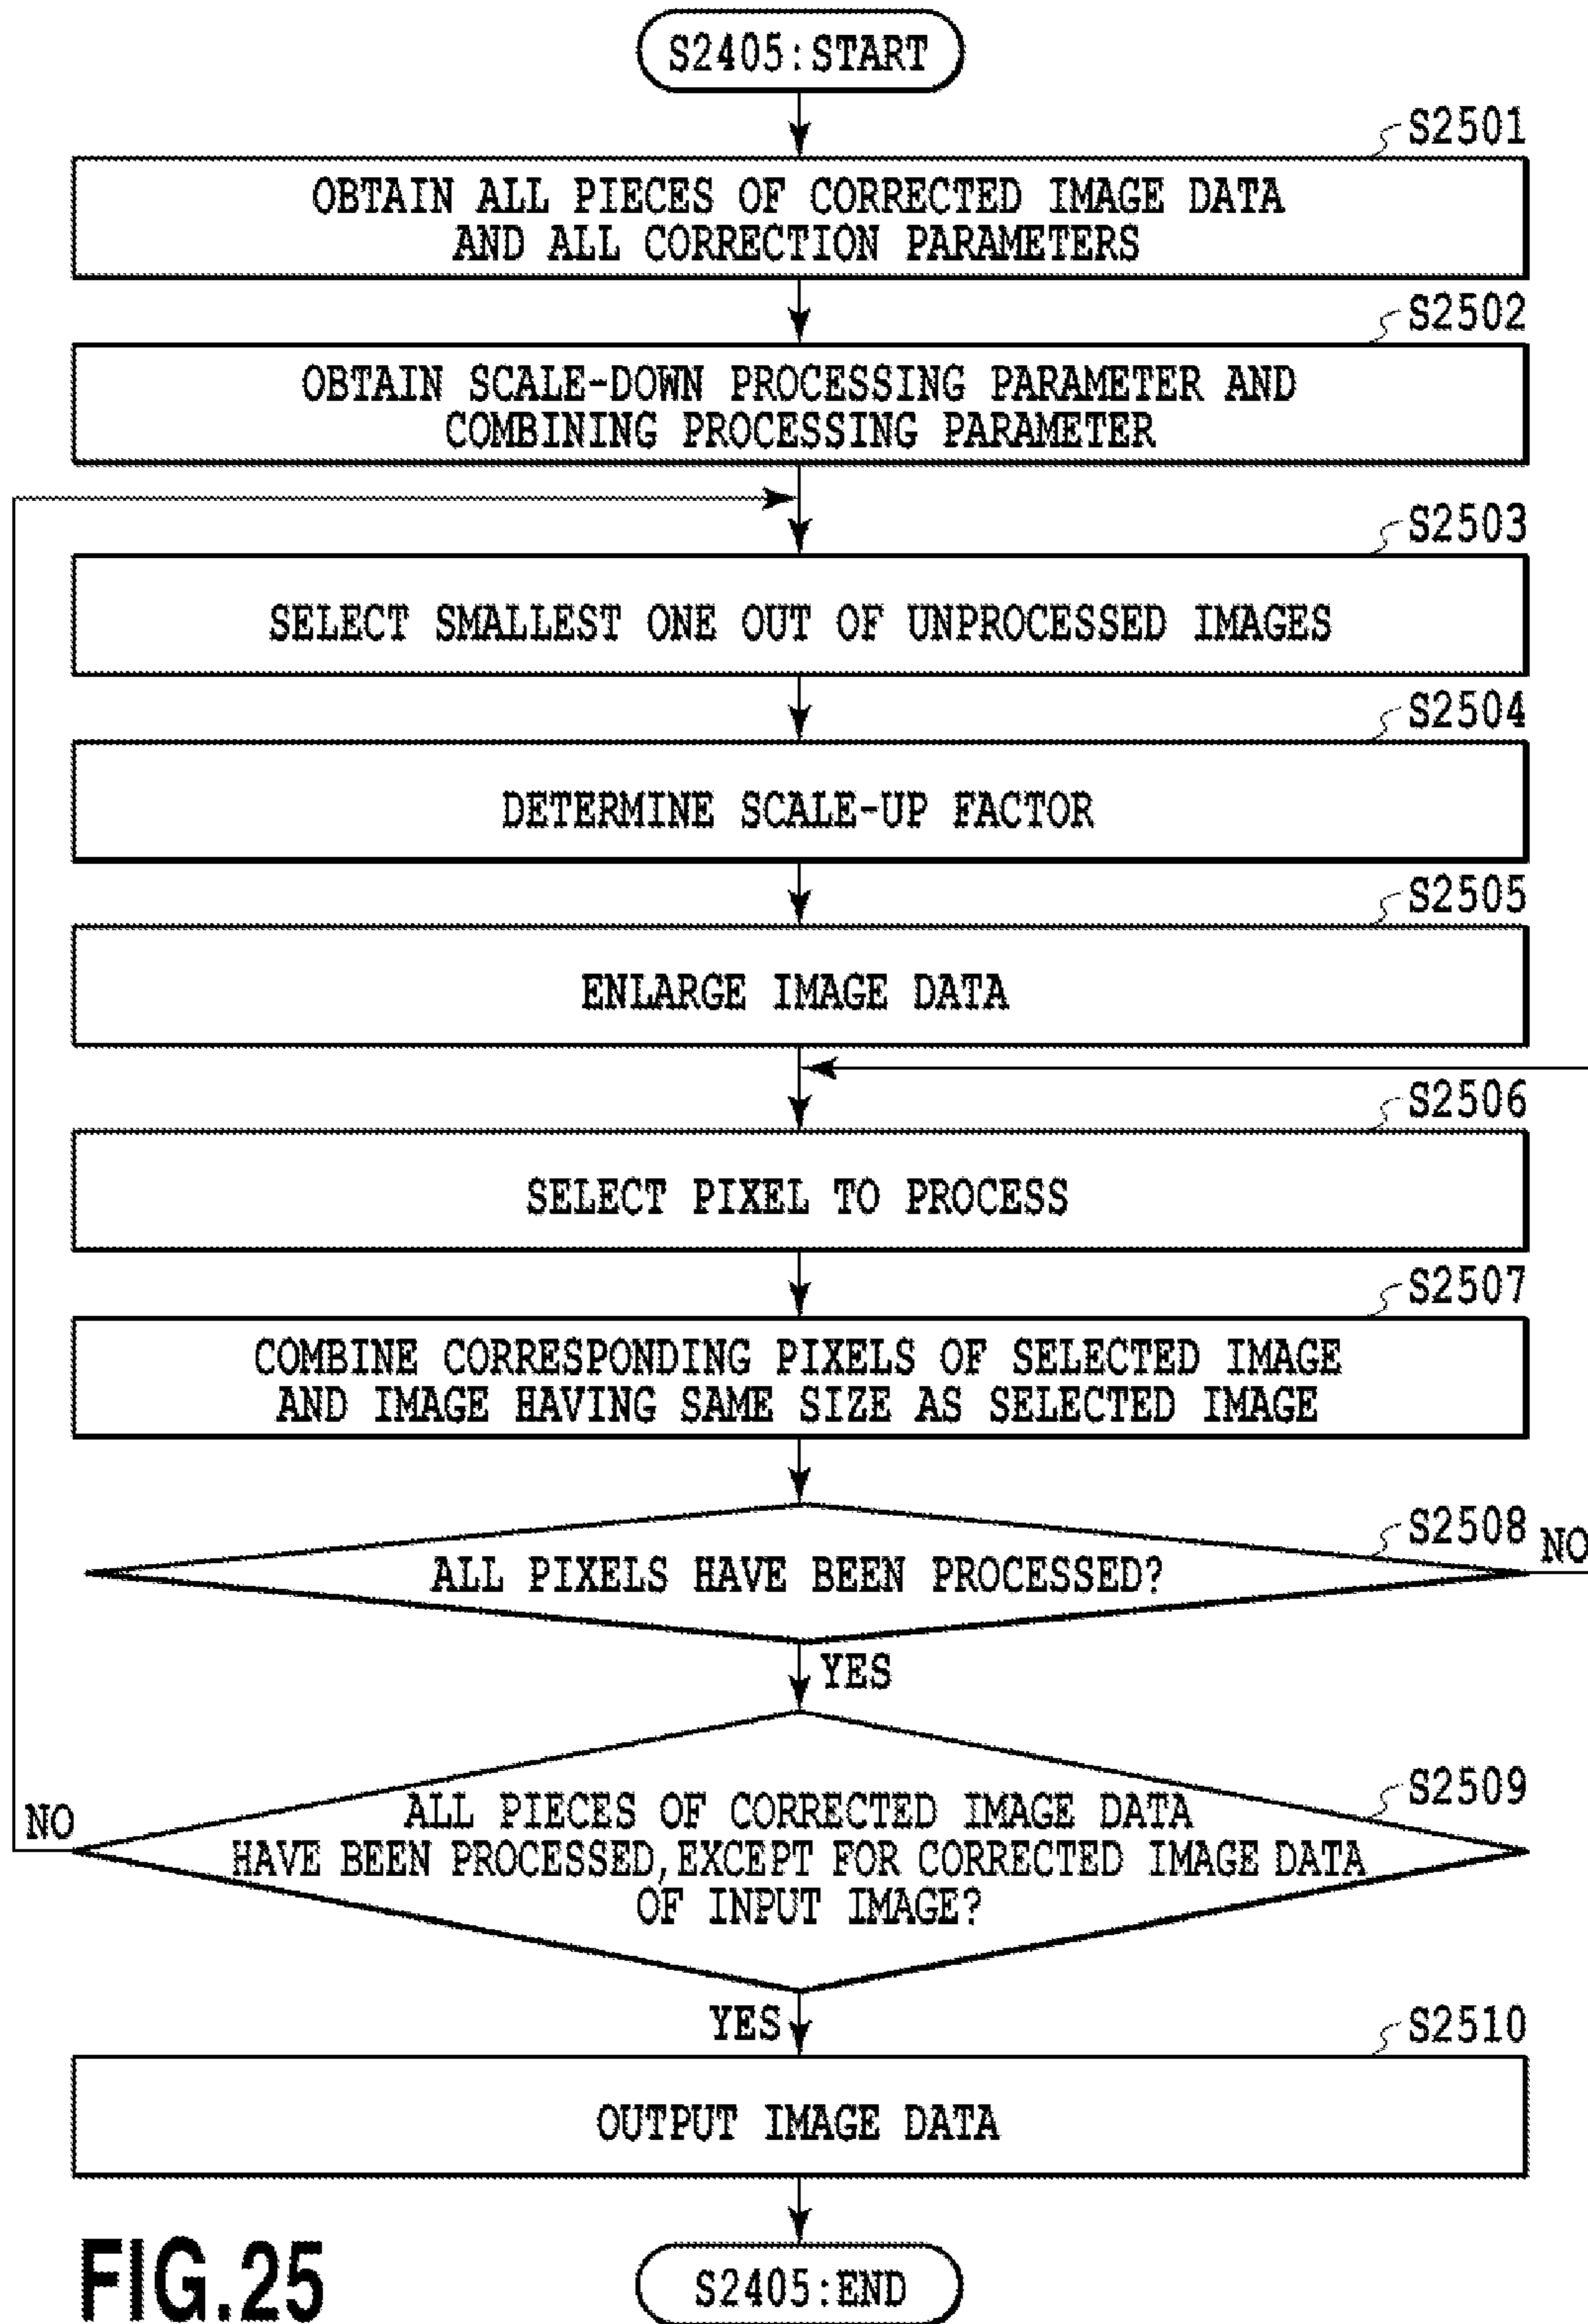 S2405:START
S2501
OBTAIN ALL PIECES OF CORRECTED IMAGE DATA
AND ALL CORRECTION PARAMETERS
S2502
OBTAIN SCALE-DOWN PROCESSING PARAMETER AND
COMBINING PROCESSING PARAMETER
S2503
SELECT SMALLEST ONE OUT OF UNPROCESSED IMAGES
S2504
DETERMINE SCALE-UP FACTOR
S2505
ENLARGE IMAGE DATA
S2506
SELECT PIXEL TO PROCESS
S2507
COMBINE CORRESPONDING PIXELS OF SELECTED IMAGE
AND IMAGE HAVING SAME SIZE AS SELECTED IMAGE
S2508
NO
ALL PIXELS HAVE BEEN PROCESSED?
YES
S2509
NO
ALL PIECES OF CORRECTED IMAGE DATA
HAVE BEEN PROCESSED, EXCEPT FOR CORRECTED IMAGE DATA
OF INPUT IMAGE?
YES
S2510
OUTPUT IMAGE DATA
S2405:END
FIG.25